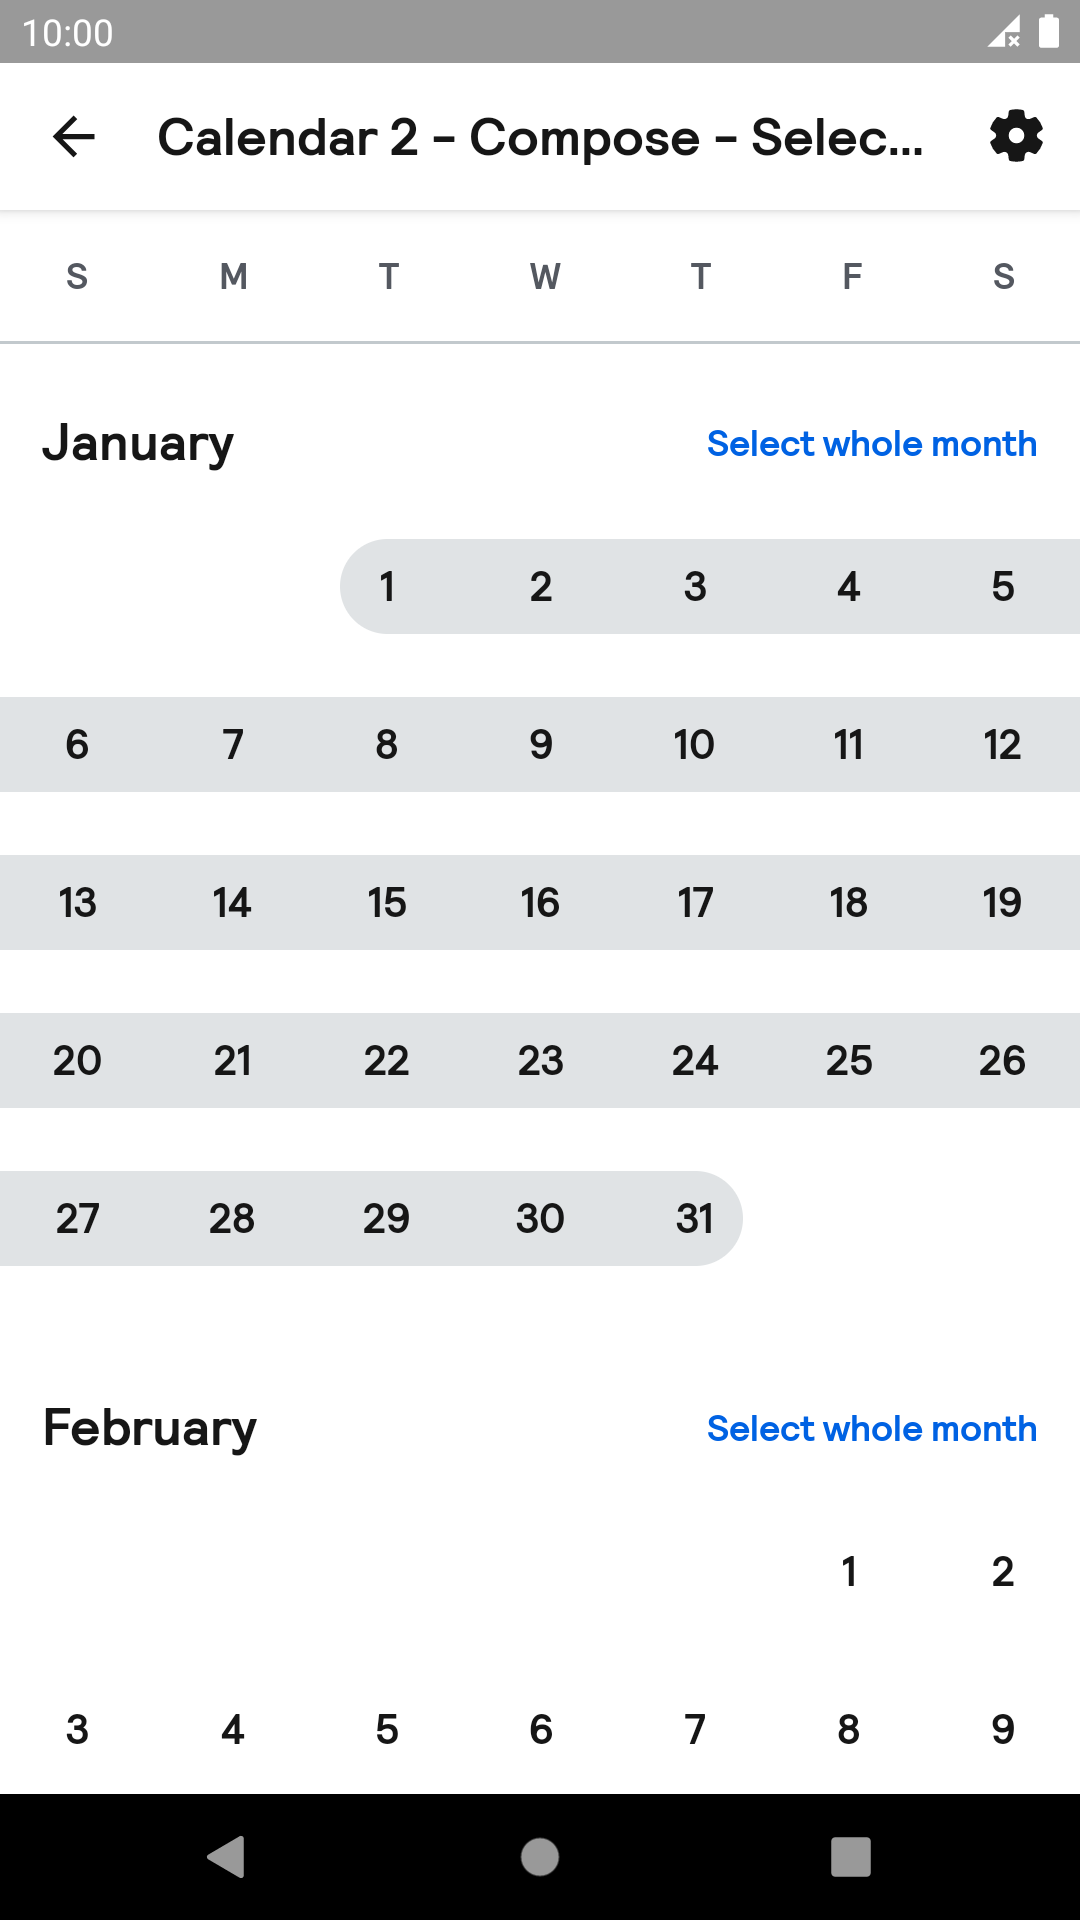 10:00
Calendar 2 – Compose – Selec...
S M T W T F S
January Select whole month
1 2 3 4 5
6 7 8 9 10 11 12
13 14 15 16 17 18 19
20 21 22 23 24 25 26
27 28 29 30 31
February Select whole month
1 2
3 4 5 6 7 8 9